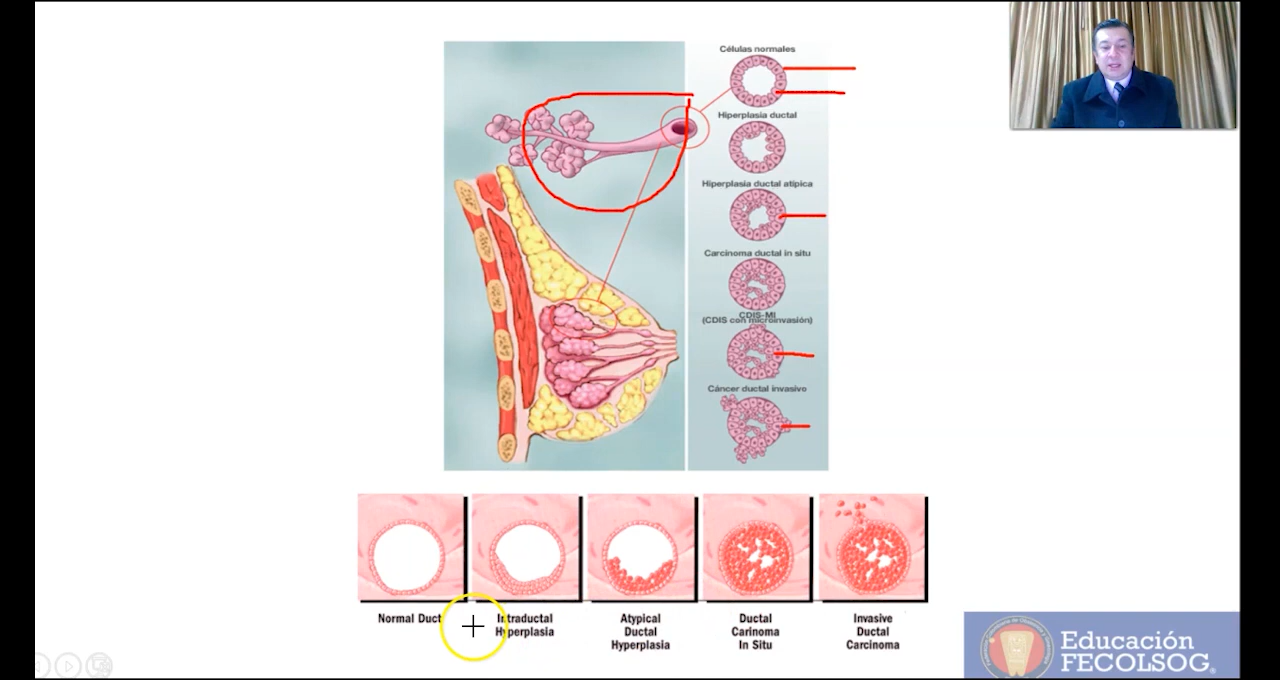 Células normales
Hiperplasia ductal
Hiperplasia ductal atípica
Carcinoma ductal in situ
CDIS-MI
(CDIS con microinvasión)
Cáncer ductal invasivo
Normal Duct
Intraductal
Hyperplasia
Atypical
Ductal
Hyperplasia
Ductal
Carinoma
In Situ
Invasive
Ductal
Carcinoma
Educación
FECOLSOG